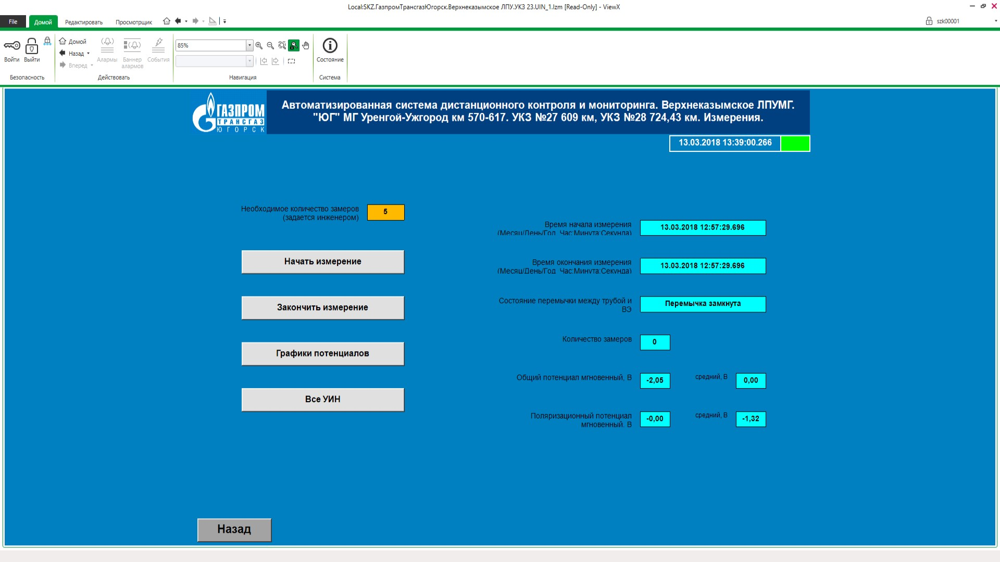 Local:SKZ.ГазпромТрансгазЮгорск.Верхнеказымское ЛПУ.УКЗ 23.UIN_1.Izm [Read-Only] - ViewX
File
Домой
Редактировать
Просмотрщик
szk00001
Войти
Выйти
Безопасность
Домой
Назад
Вперед
Алармы
Баннер
алармов
События
Действовать
85%
Навигация
Состояние
Система
ГАЗПРОМ
ТРАНСГАЗ
ЮГОРСК
Автоматизированная система дистанционного контроля и мониторинга. Верхнеказымское ЛПУМГ.
"ЮГ" МГ Уренгой-Ужгород км 570-617. УКЗ №27 609 км, УКЗ №28 724,43 км. Измерения.
13.03.2018 13:39:00.266
Необходимое количество замеров
(задается инженером)
5
Начать измерение
Закончить измерение
Графики потенциалов
Все УИН
Время начала измерения
(Месяц/День/Год Час:Минута:Секунда)
13.03.2018 12:57:29.696
Время окончания измерения
(Месяц/День/Год Час:Минута:Секунда)
13.03.2018 12:57:29.696
Состояние перемычки между трубой и
ВЭ
Перемычка замкнута
Количество замеров
0
Общий потенциал мгновенный, В
-2,05
средний, В
0,00
Поляризационный потенциал
мгновенный. В
-0,00
средний, В
-1,32
Назад